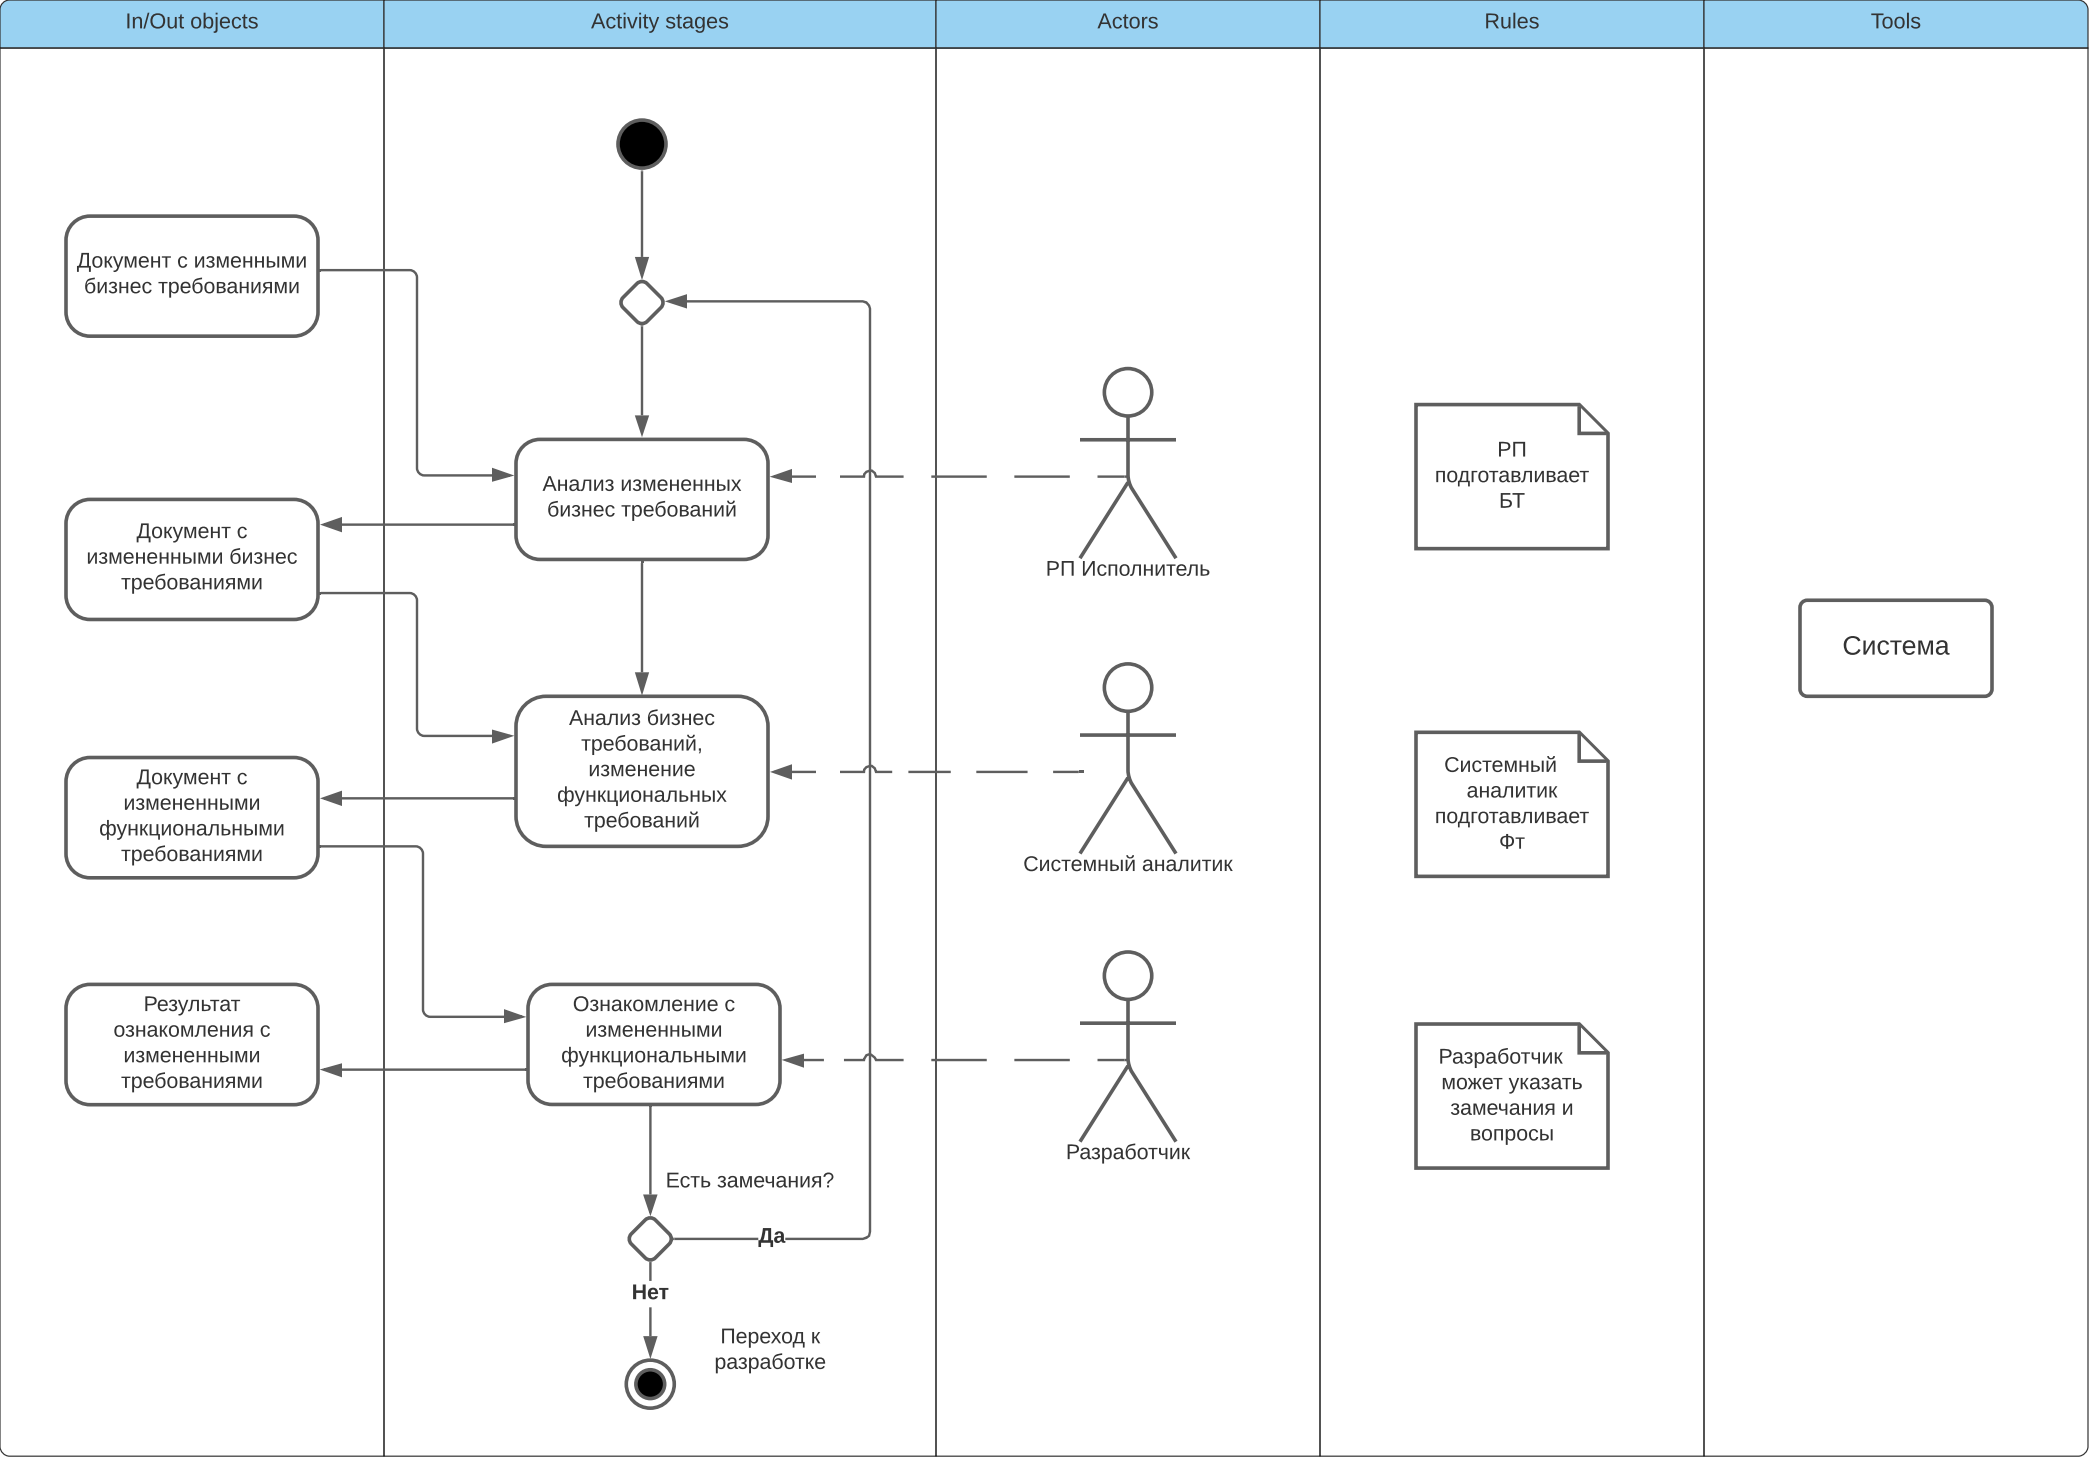 In/Out objects
Activity stages
Actors
Rules
Tools
Документ с изменными
бизнес требованиями
Документ с
измененными бизнес
требованиями
Документ с
измененными
функциональными
требованиями
Результат
ознакомления с
измененными
требованиями
Анализ измененных
бизнес требований
Анализ бизнес
требований,
изменение
функциональных
требований
Ознакомление с
измененными
функциональными
требованиями
Есть замечания?
Да
Нет
Переход к
разработке
РП Исполнитель
Системный аналитик
Разработчик
РП
подготавливает
БТ
Системный
аналитик
подготавливает
Фт
Разработчик
может указать
замечания и
вопросы
Система